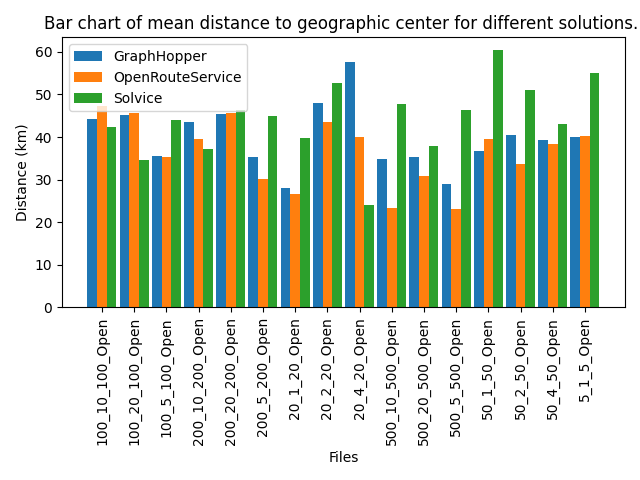 Bar chart of mean distance to geographic center for different solutions.
GraphHopper
OpenRouteService
Solvice
Distance (km)
60
50
40
30
20
10
0
100_10_100_Open
100_20_100_Open
100_5_100_Open
200_10_200_Open
200_20_200_Open
200_5_200_Open
20_1_20_Open
20_2_20_Open
20_4_20_Open
500_10_500_Open
500_20_500_Open
500_5_500_Open
50_1_50_Open
50_2_50_Open
50_4_50_Open
5_1_5_Open
Files